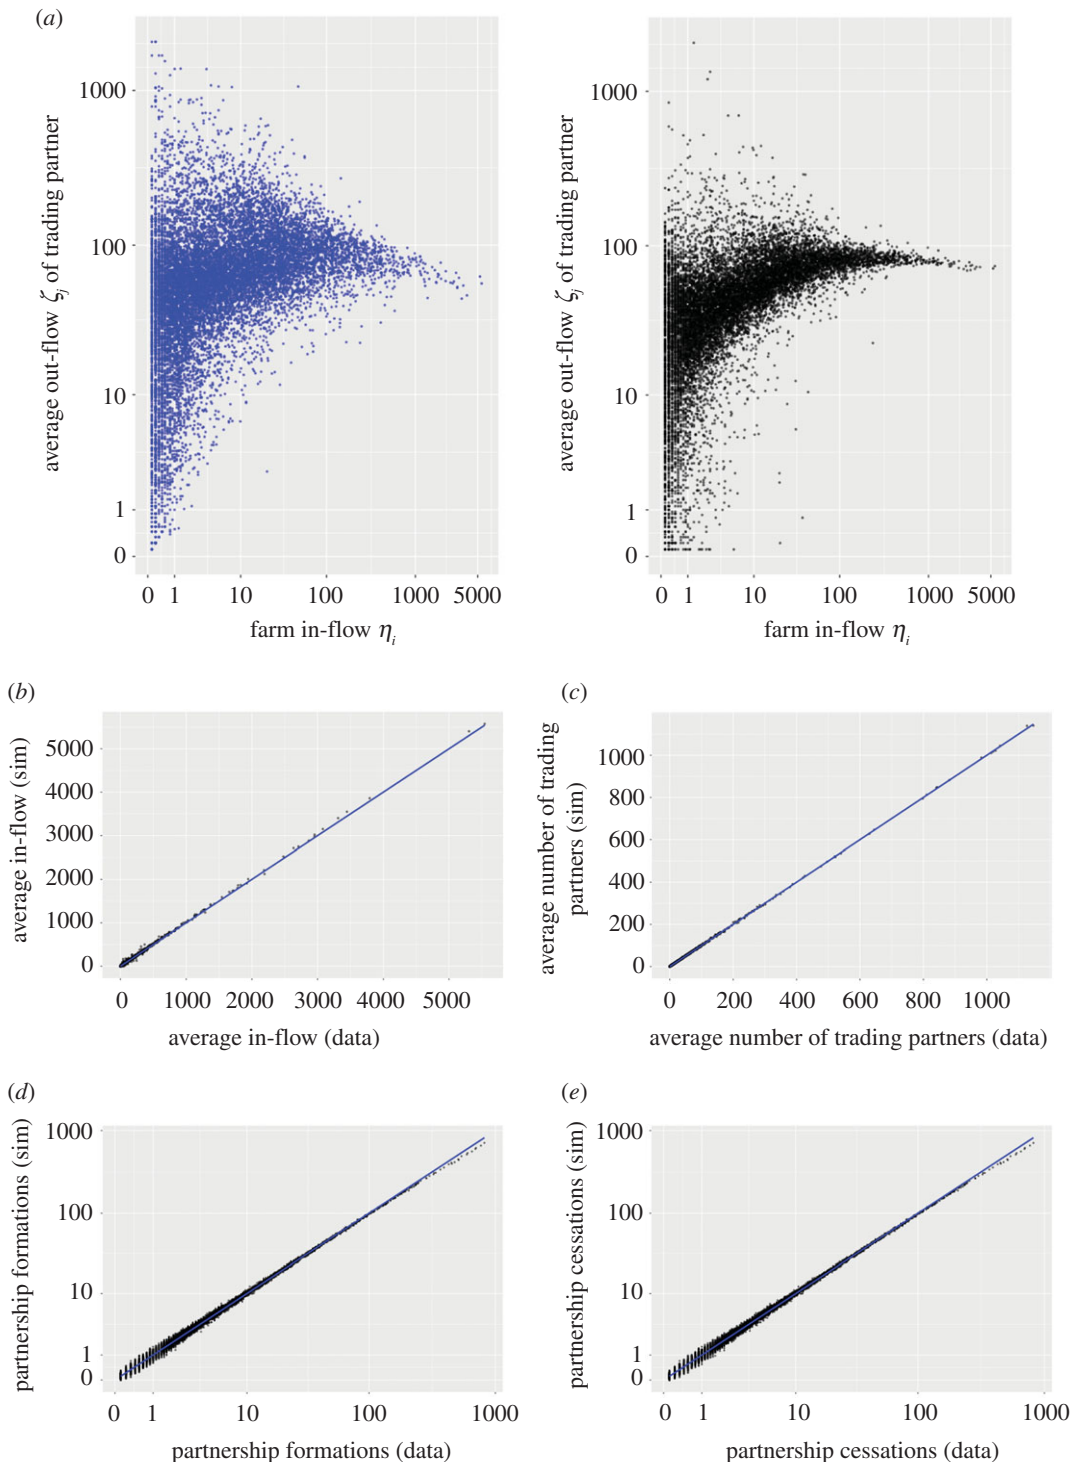 (a)
average out-flow ζj of trading partner
1000
100
10
1
0
0 1 10 100 1000 5000
farm in-flow ηi
average out-flow ζj of trading partner
1000
100
10
1
0
0 1 10 100 1000 5000
farm in-flow ηi
(b)
average in-flow (sim)
5000
4000
3000
2000
1000
0
0 1000 2000 3000 4000 5000
average in-flow (data)
(c)
average number of trading
partners (sim)
1000
800
600
400
200
0
0 200 400 600 800 1000
average number of trading partners (data)
(d)
partnership formations (sim)
1000
100
10
1
0
0 1 10 100 1000
partnership formations (data)
(e)
partnership cessations (sim)
1000
100
10
1
0
0 1 10 100 1000
partnership cessations (data)